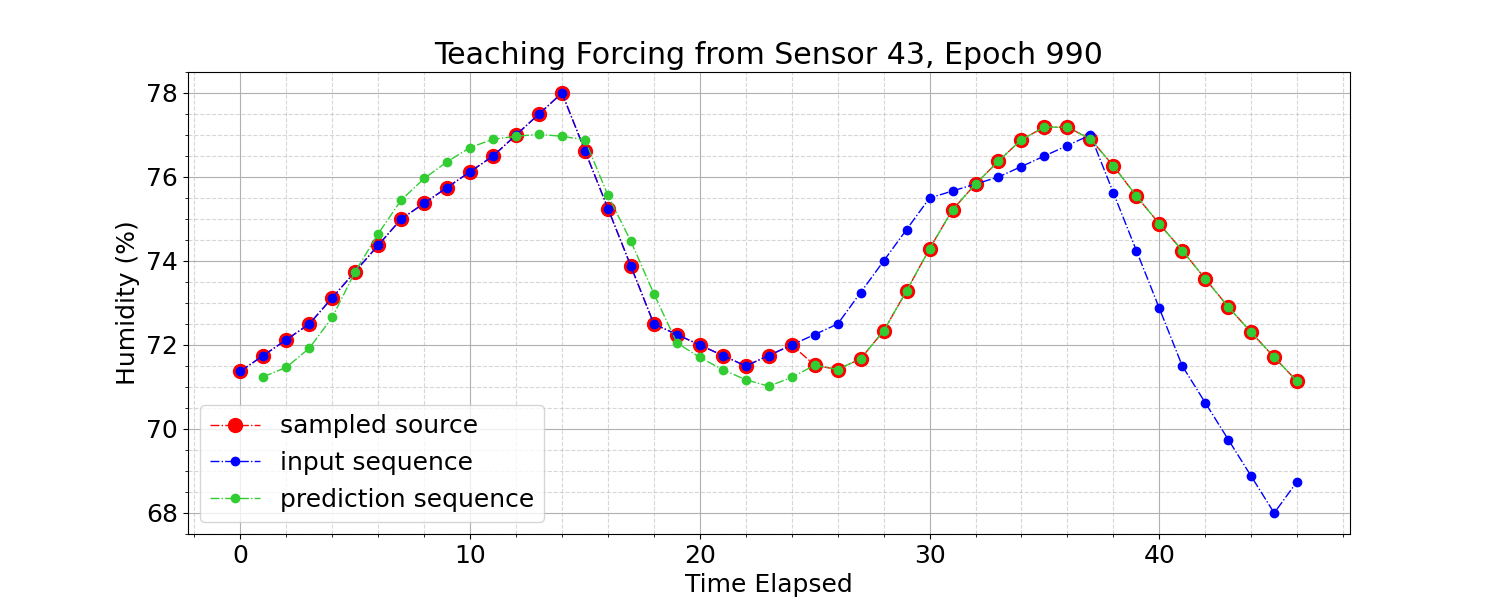 Teaching Forcing from Sensor 43, Epoch 990
Humidity (%)
78
76
74
72
70
68
sampled source
input sequence
prediction sequence
0 10 20 30 40
Time Elapsed